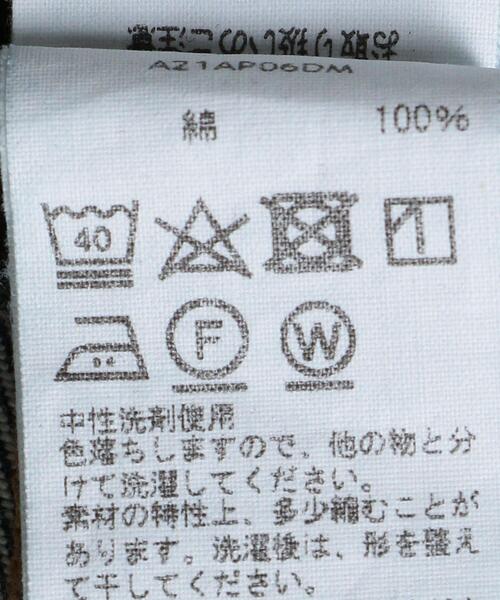 AZ1AP06DM
綿 100%
40
F W
中性洗剤使用
色落ちしますので、他の物と分
けて洗濯してください。
素材の特性上、多少縮むことが
あります。洗濯後は、形を整え
て干してください。